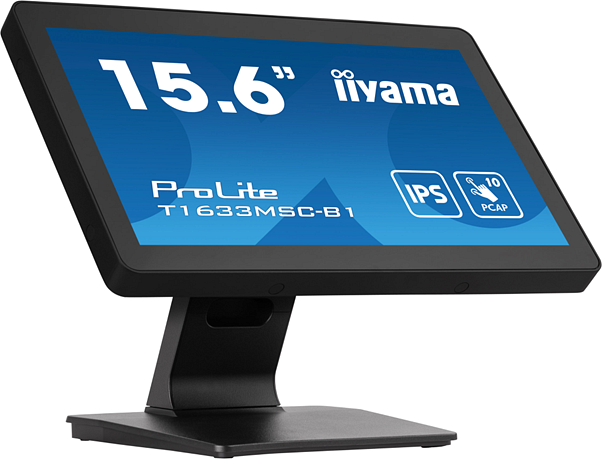 15.6" iiyama
ProLite
T1633MSC-B1
IPS
10
PCAP